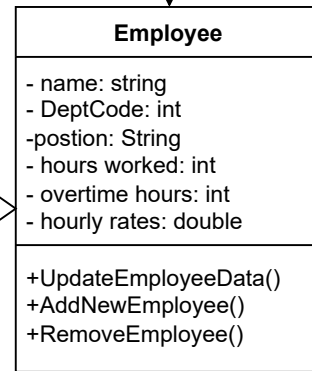 Employee
- name: string
- DeptCode: int
-postion: String
- hours worked: int
- overtime hours: int
- hourly rates: double
+UpdateEmployeeData()
+AddNewEmployee()
+RemoveEmployee()